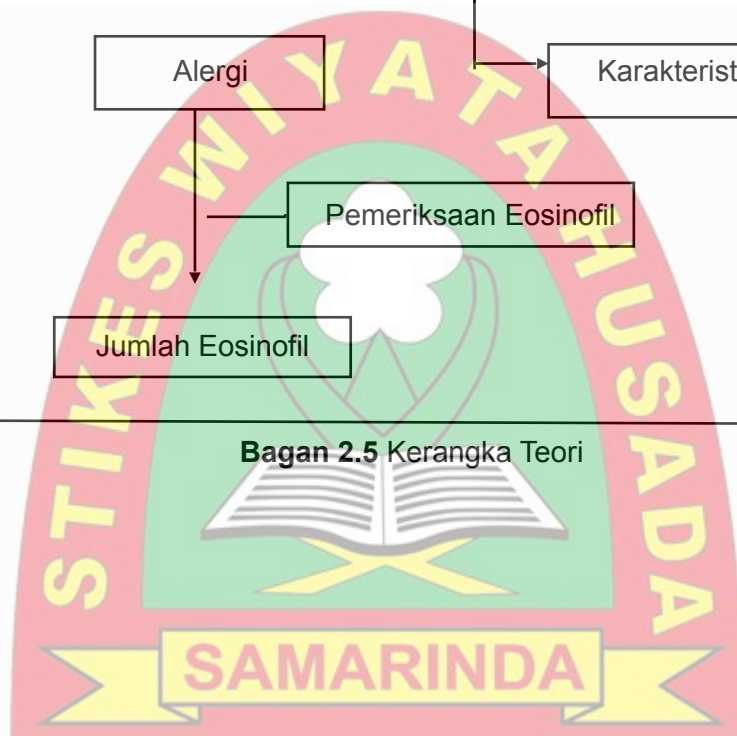 Alergi
Karakterist
Pemeriksaan Eosinofil
Jumlah Eosinofil
Bagan 2.5 Kerangka Teori
STIKES WIYATA HUSADA
SAMARINDA